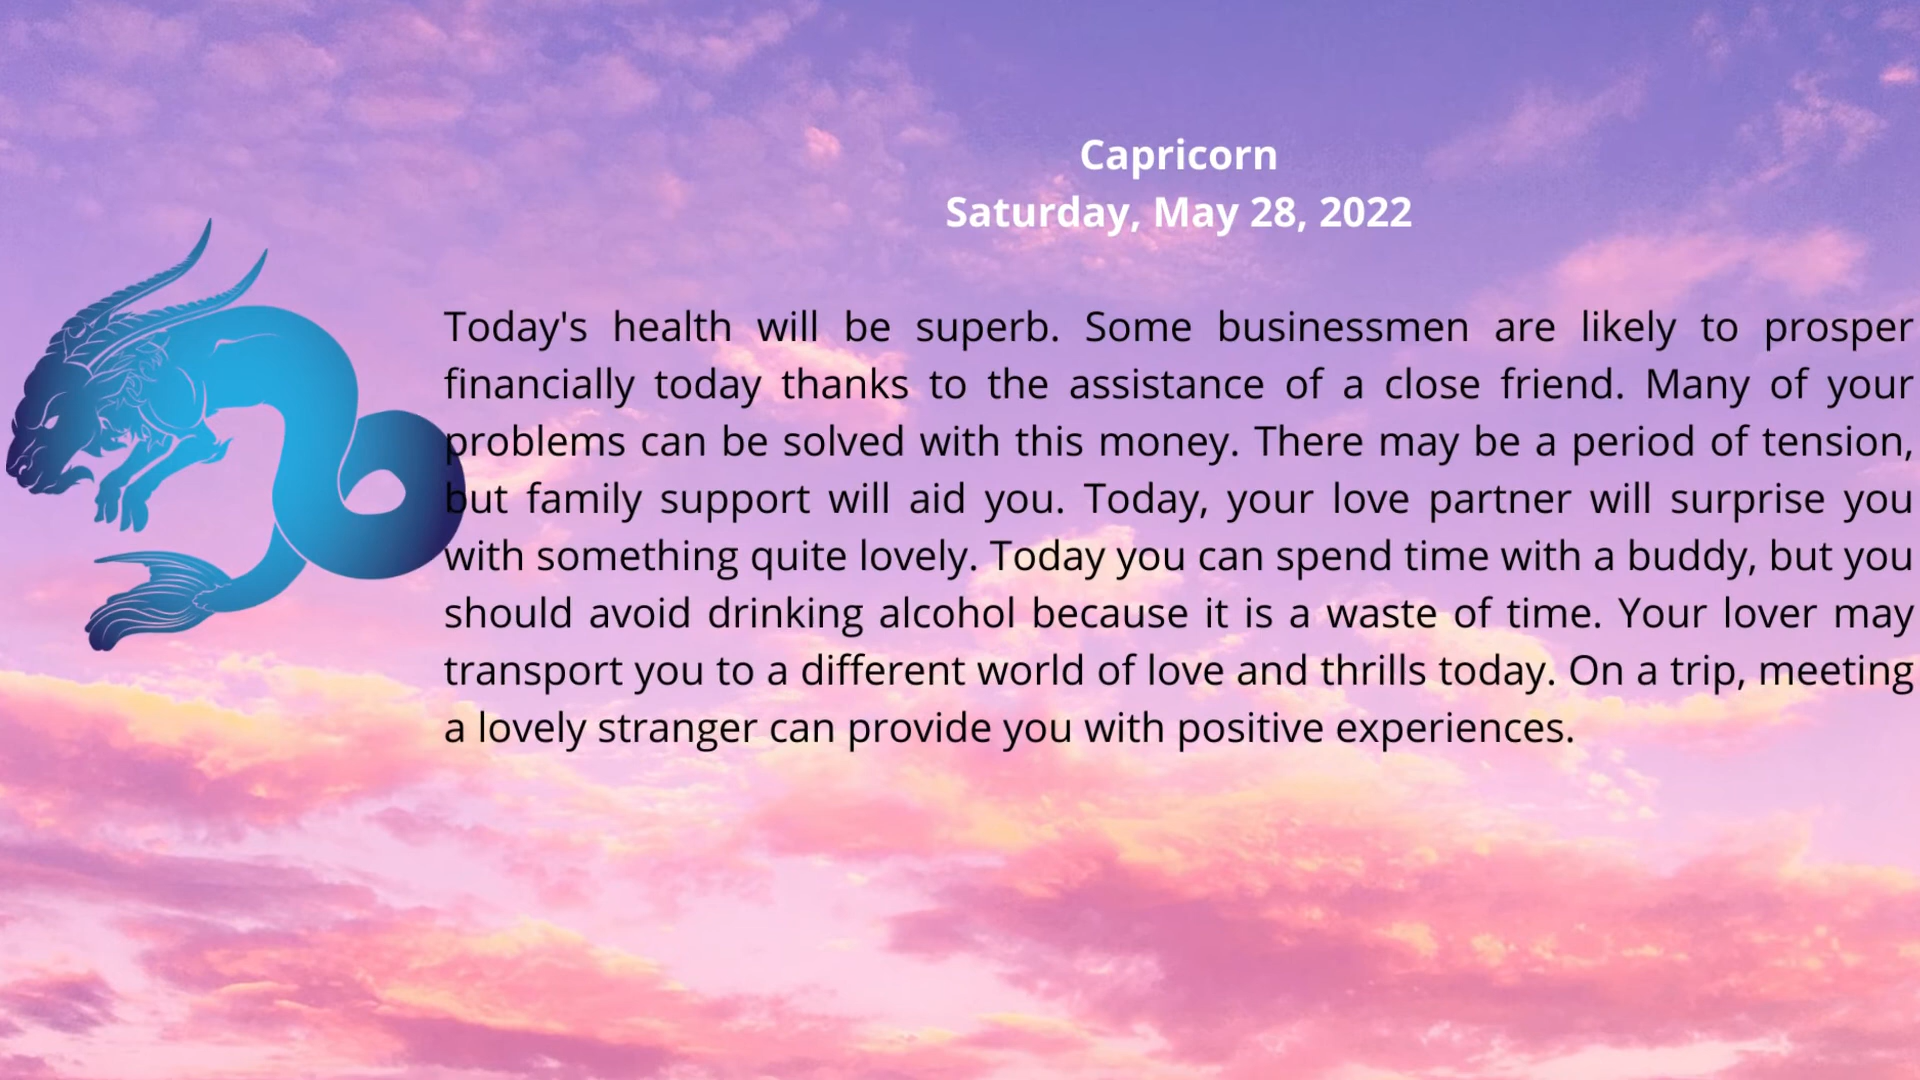 Capricorn
Saturday, May 28, 2022
Today's health will be superb. Some businessmen are likely to prosper
financially today thanks to the assistance of a close friend. Many of your
problems can be solved with this money. There may be a period of tension,
but family support will aid you. Today, your love partner will surprise you
with something quite lovely. Today you can spend time with a buddy, but you
should avoid drinking alcohol because it is a waste of time. Your lover may
transport you to a different world of love and thrills today. On a trip, meeting
a lovely stranger can provide you with positive experiences.